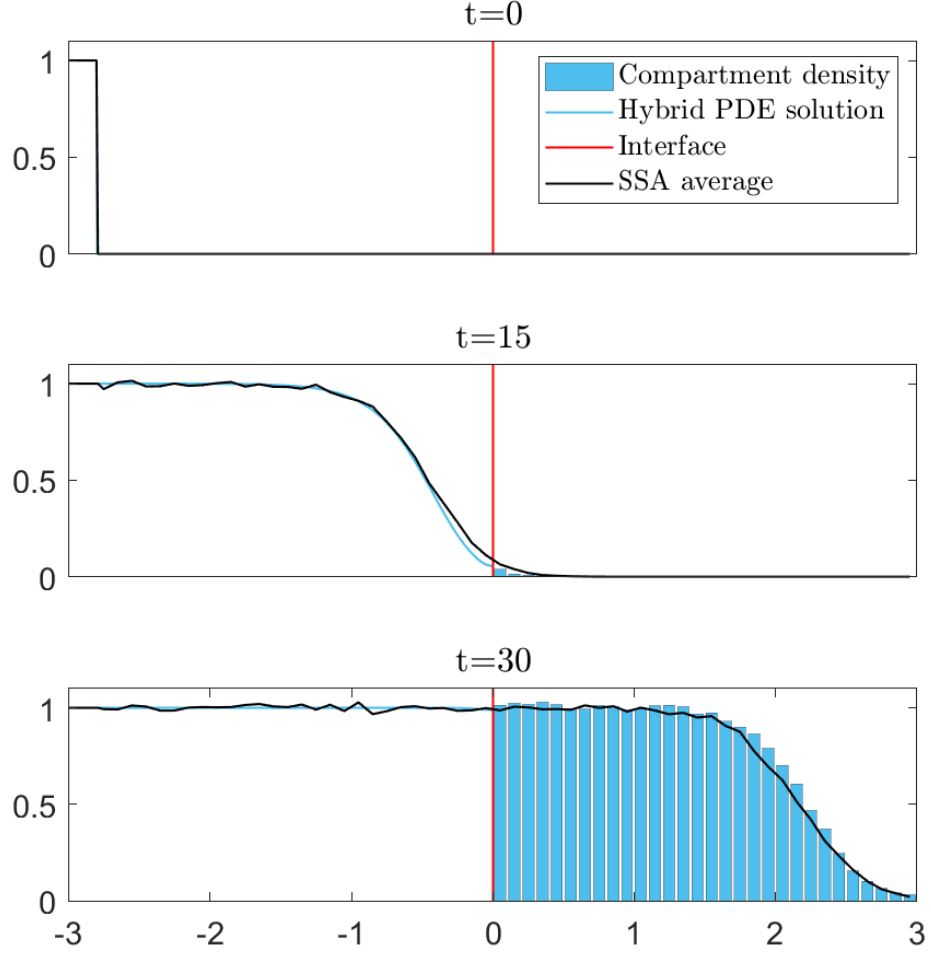 t=0
1
0.5
0
Compartment density
Hybrid PDE solution
Interface
SSA average
t=15
1
0.5
0
t=30
1
0.5
0
-3 -2 -1 0 1 2 3